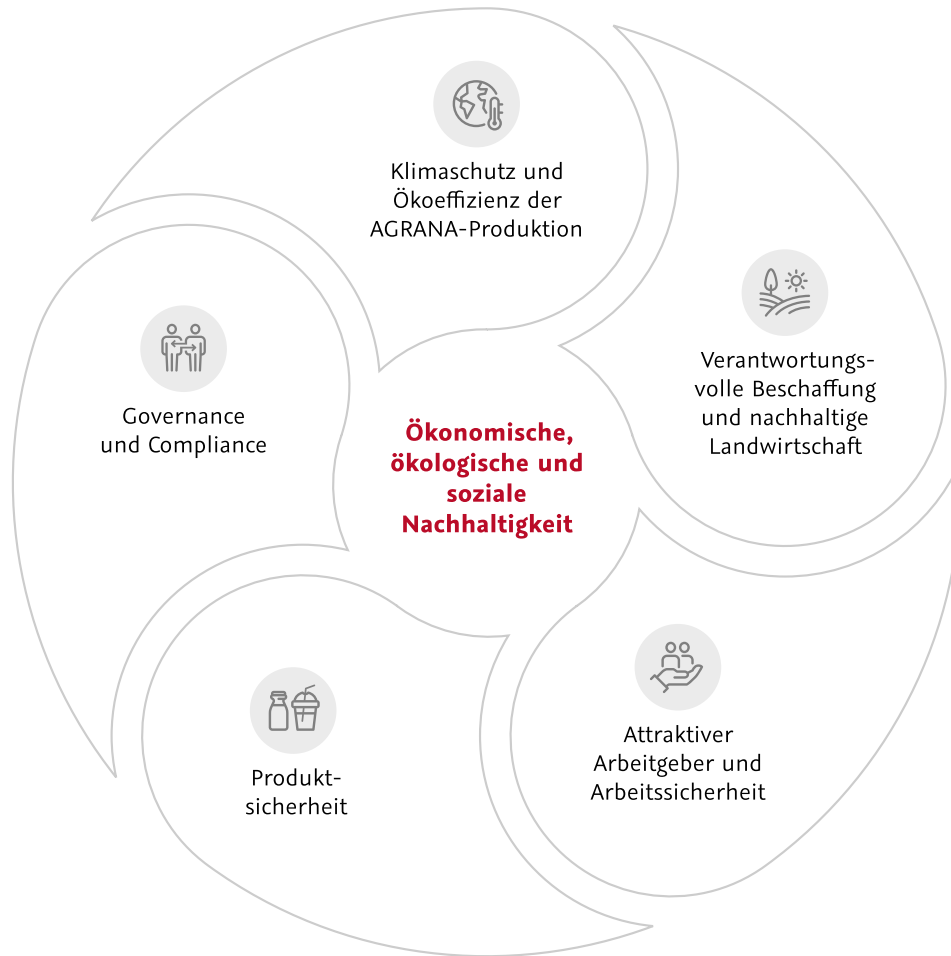 Klimaschutz und
Ökoeffizienz der
AGRANA-Produktion
Verantwortungs-
volle Beschaffung
und nachhaltige
Landwirtschaft
Governance
und Compliance
Ökonomische,
ökologische und
soziale
Nachhaltigkeit
Attraktiver
Arbeitgeber und
Arbeitssicherheit
Produkt-
sicherheit